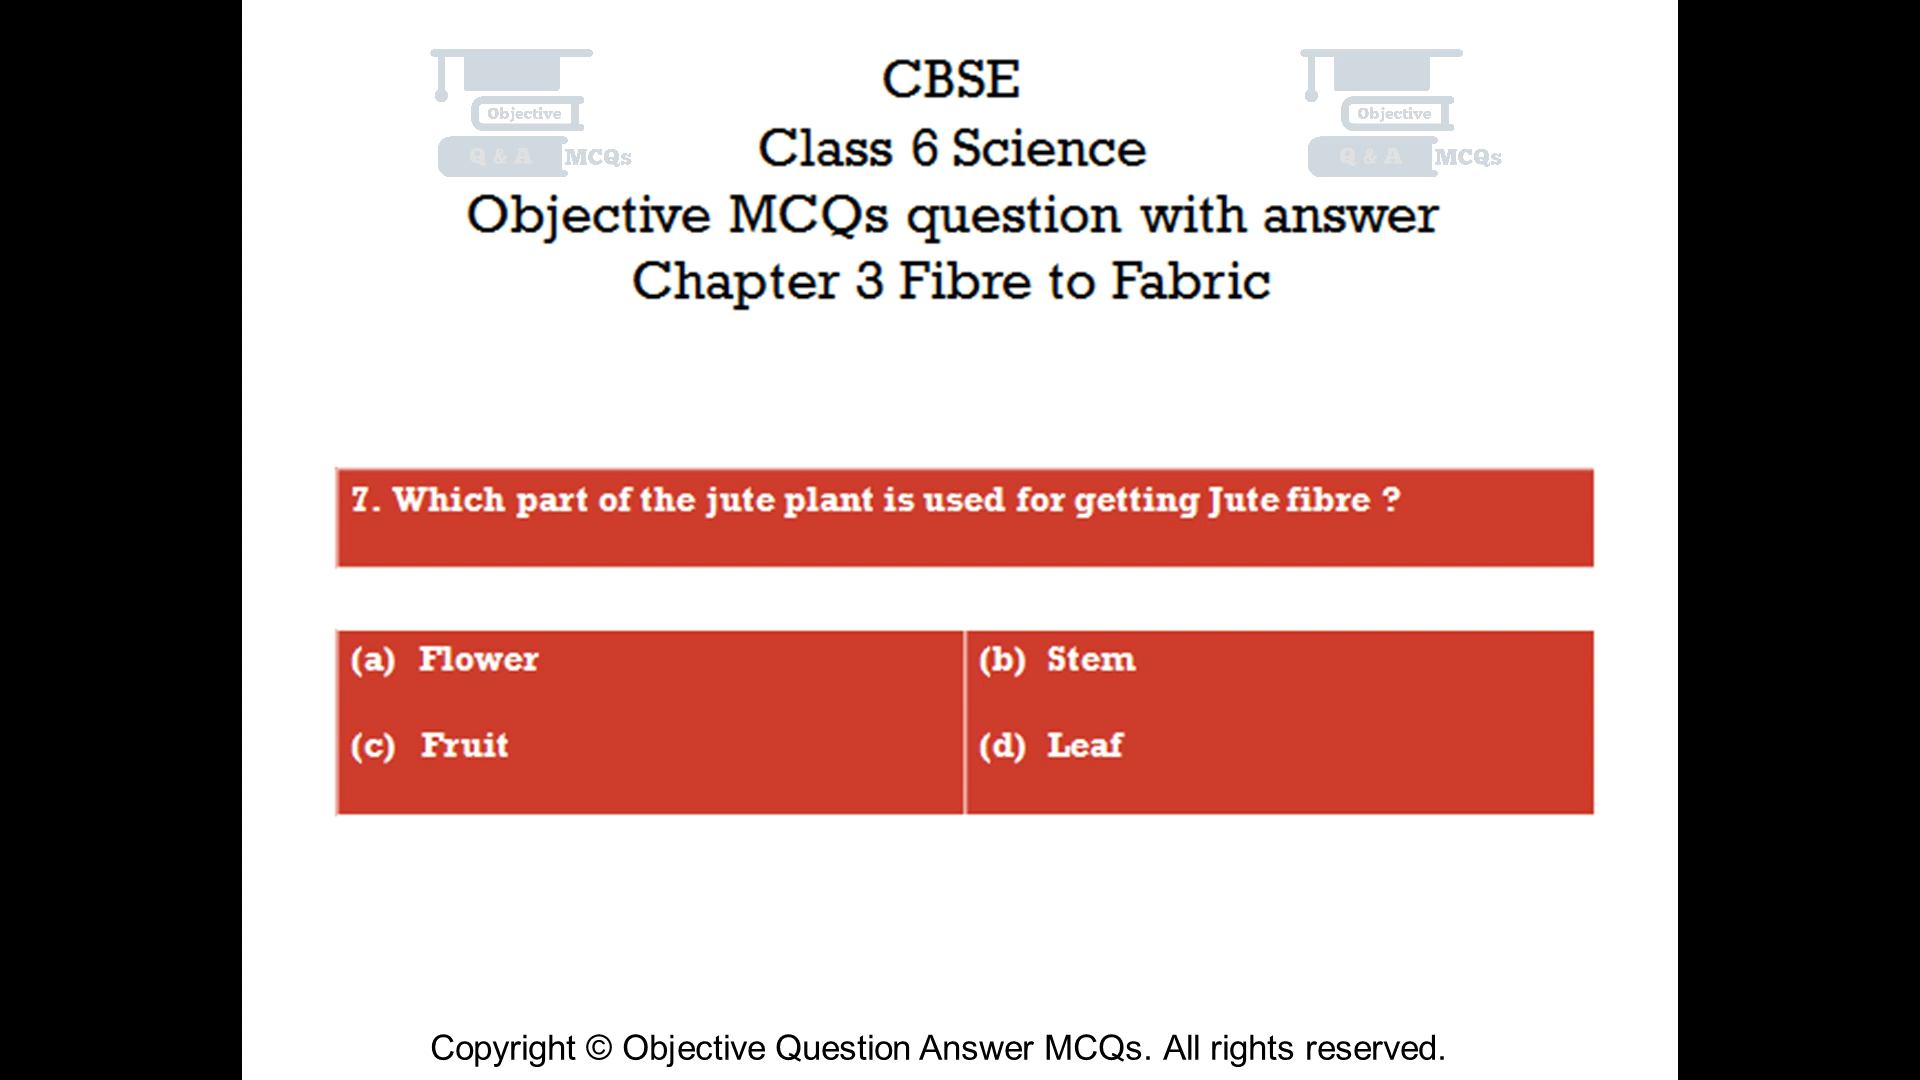 CBSE
Class 6 Science
Objective MCQs question with answer
Chapter 3 Fibre to Fabric
Objective
Q & A MCQs
Objective
Q & A MCQs
7. Which part of the jute plant is used for getting Jute fibre ?
(a) Flower
(b) Stem
(c) Fruit
(d) Leaf
Copyright © Objective Question Answer MCQs. All rights reserved.